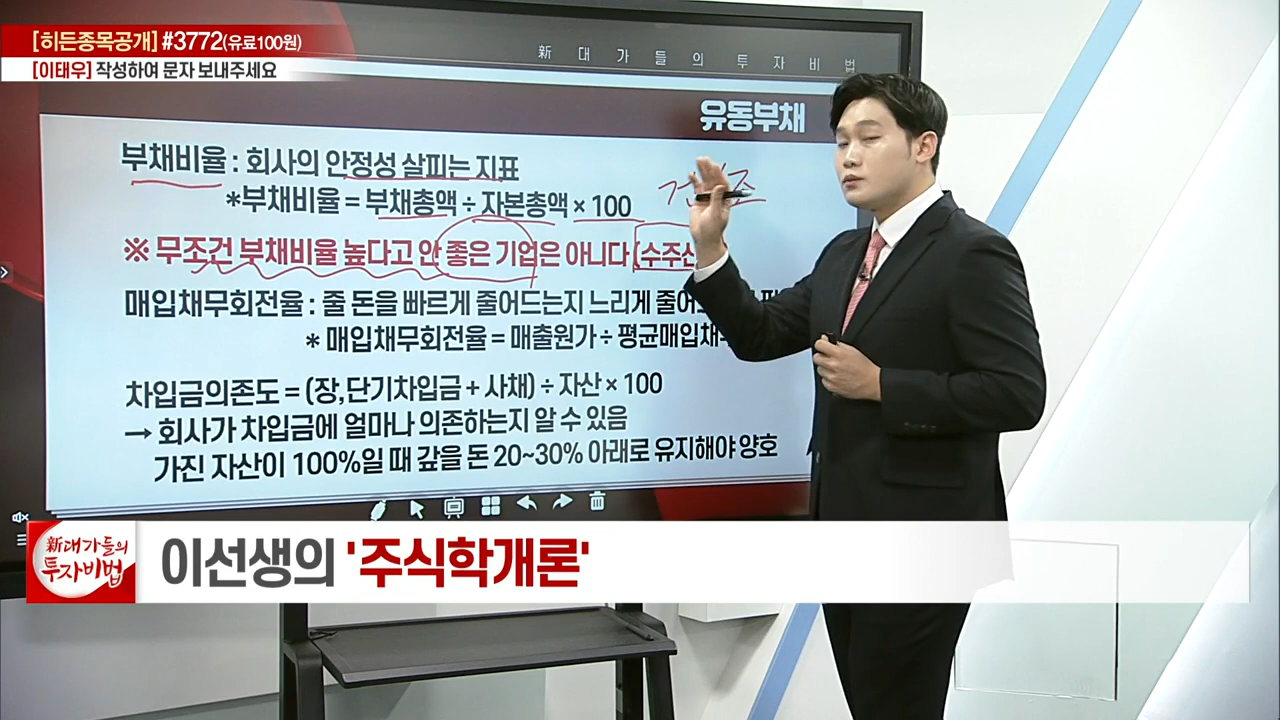 [히든종목공개] #3772(유료100원)
[이태우] 작성하여 문자 보내주세요
新 대 가 들 의 투 자 비 법
유동부채
부채비율 : 회사의 안정성 살피는 지표
*부채비율 = 부채총액 ÷ 자본총액 × 100
※ 무조건 부채비율 높다고 안 좋은 기업은 아니다 (수주산
매입채무회전율 : 줄 돈을 빠르게 줄어드는지 느리게
* 매입채무회전율 = 매출원가 ÷ 평균매입채
차입금의존도 = (장,단기차입금 + 사채) ÷ 자산 × 100
→ 회사가 차입금에 얼마나 의존하는지 알 수 있음
가진 자산이 100%일 때 갚을 돈 20~30% 아래로 유지해야 양호
新대가들의
투자비법
이선생의 '주식학개론'